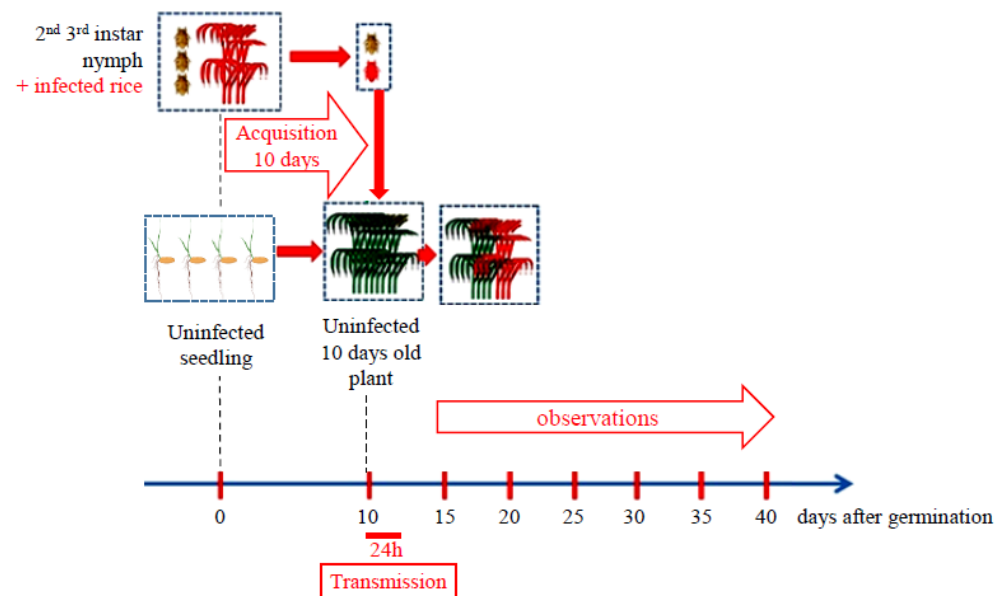 2nd 3rd instar
nymph
+ infected rice
Acquisition
10 days
Uninfected
seedling
Uninfected
10 days old
plant
observations
0
10
15
20
25
30
35
40
days after germination
24h
Transmission